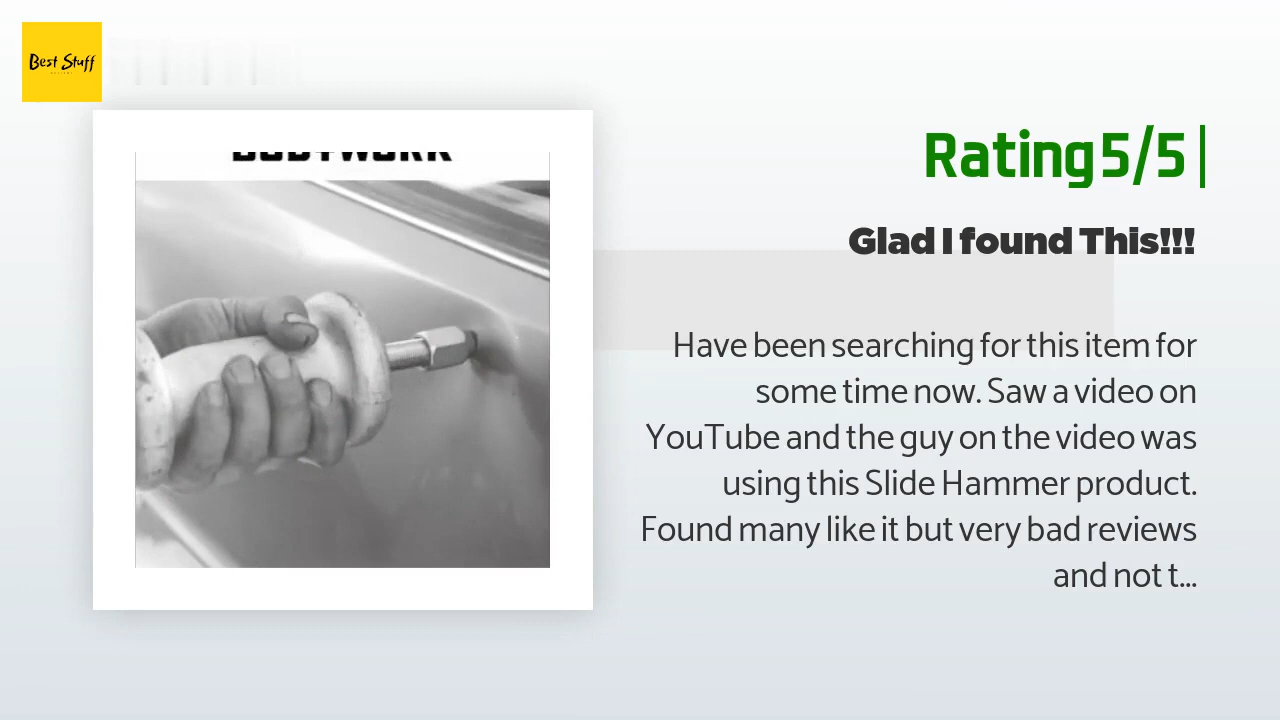 Best Stuff
Rating 5/5
Glad I found This!!!
Have been searching for this item for
some time now. Saw a video on
YouTube and the guy on the video was
using this Slide Hammer product.
Found many like it but very bad reviews
and not t...